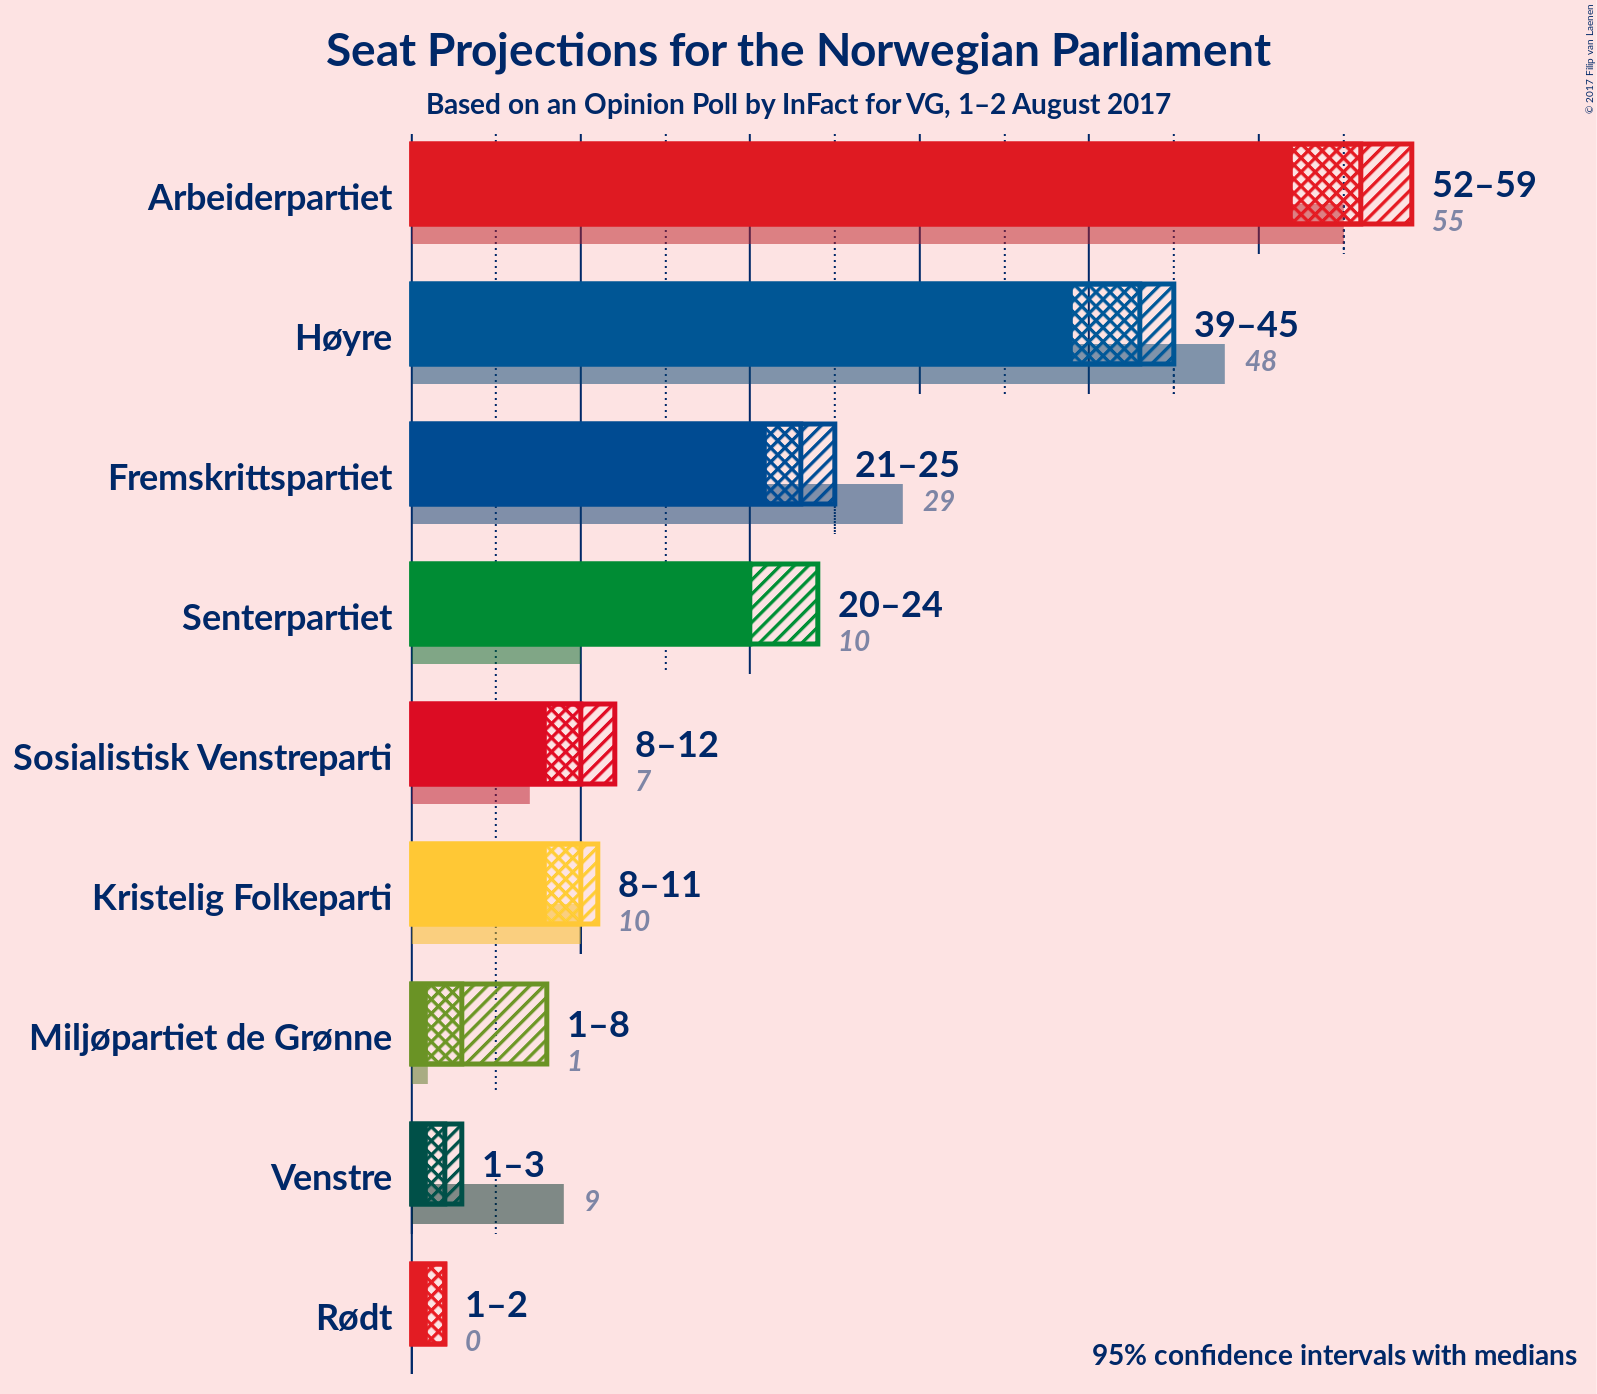 Seat Projections for the Norwegian Parliament
Based on an Opinion Poll by InFact for VG, 1–2 August 2017
© 2017 Filip van Laenen
Arbeiderpartiet
52–59
55
Høyre
39–45
48
Fremskrittspartiet
21–25
29
Senterpartiet
20–24
10
Sosialistisk Venstreparti
8–12
7
Kristelig Folkeparti
8–11
10
Miljøpartiet de Grønne
1–8
1
Venstre
1–3
9
Rødt
1–2
0
95% confidence intervals with medians